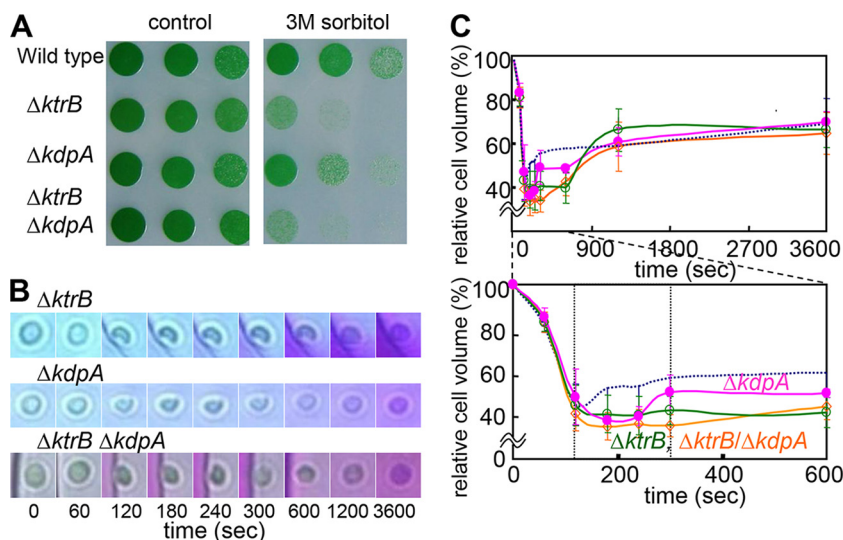 A
control
3M sorbitol
Wild type
ΔktrB
ΔkdpA
ΔktrB
ΔkdpA
B
ΔktrB
ΔkdpA
ΔktrB ΔkdpA
0 60 120 180 240 300 600 1200 3600
time (sec)
C
relative cell volume (%)
100
80
60
40
0 900 1800 2700 3600
time (sec)
relative cell volume (%)
100
80
60
40
0
ΔkdpA
ΔktrB, ΔktrB/ΔkdpA
0 200 400 600
time (sec)